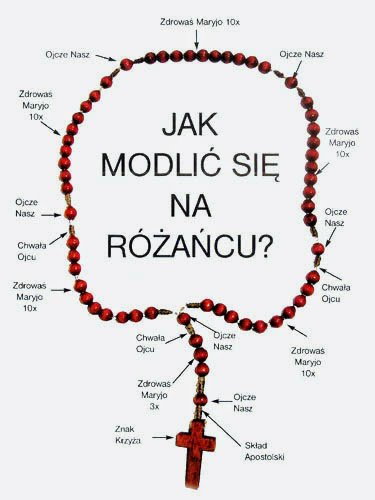 Zdrowaś Maryjo 10x
Ojcze Nasz
Ojcze Nasz
Zdrowaś
Maryjo
10x
JAK
MODLIĆ SIĘ
NA
RÓŻAŃCU?
Zdrowaś
Maryjo
10x
Ojcze
Nasz
Ojcze
Nasz
Chwała
Ojcu
Chwała
Ojcu
Zdrowaś
Maryjo
10x
Chwała
Ojcu
Ojcze
Nasz
Zdrowaś
Maryjo
10x
Zdrowaś
Maryjo
3x
Ojcze
Nasz
Znak
Krzyża
Skład
Apostolski